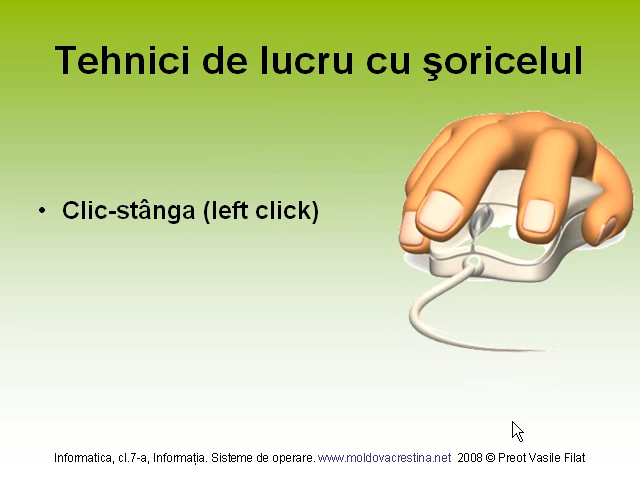 Tehnici de lucru cu şoricelul
• Clic-stânga (left click)
Informatica, cl.7-a, Informaţia. Sisteme de operare. www.moldovacrestina.net 2008 © Preot Vasile Filat